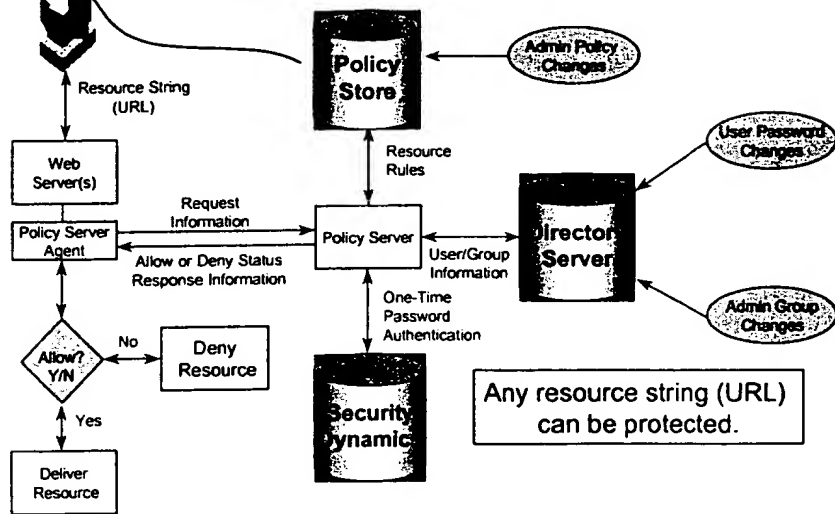 Policy
Store
Admin Policy
Changes
Resource String
(URL)
User Password
Changes
Web
Server(s)
Resource
Rules
Request
Information
Policy Server
Agent
Policy Server
Director
Server
Allow or Deny Status
Response Information
User/Group
Information
One-Time
Password
Authentication
Admin Group
Changes
Allow?
Y/N
No
Deny
Resource
Security
Dynamic
Any resource string (URL)
can be protected.
Yes
Deliver
Resource